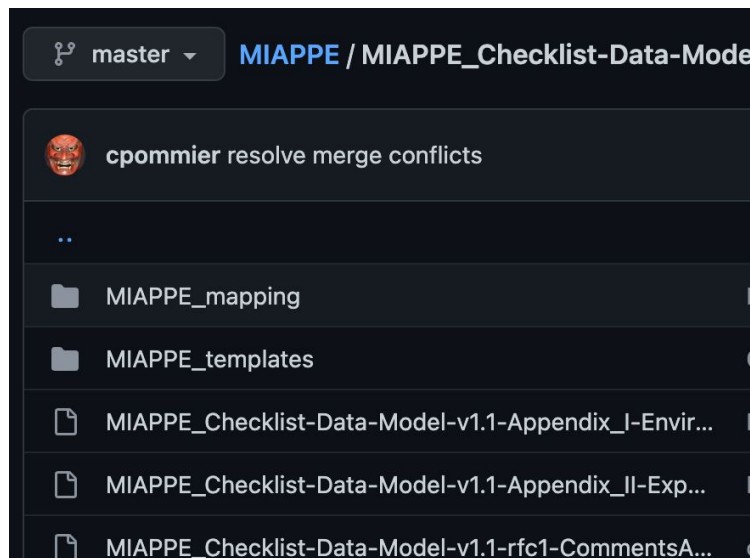 master MIAPPE / MIAPPE_Checklist-Data-Mode
cpommier resolve merge conflicts
..
MIAPPE_mapping
MIAPPE_templates
MIAPPE_Checklist-Data-Model-v1.1-Appendix_I-Envir...
MIAPPE_Checklist-Data-Model-v1.1-Appendix_II-Exp...
MIAPPE_Checklist-Data-Model-v1.1-rfc1-CommentsA...